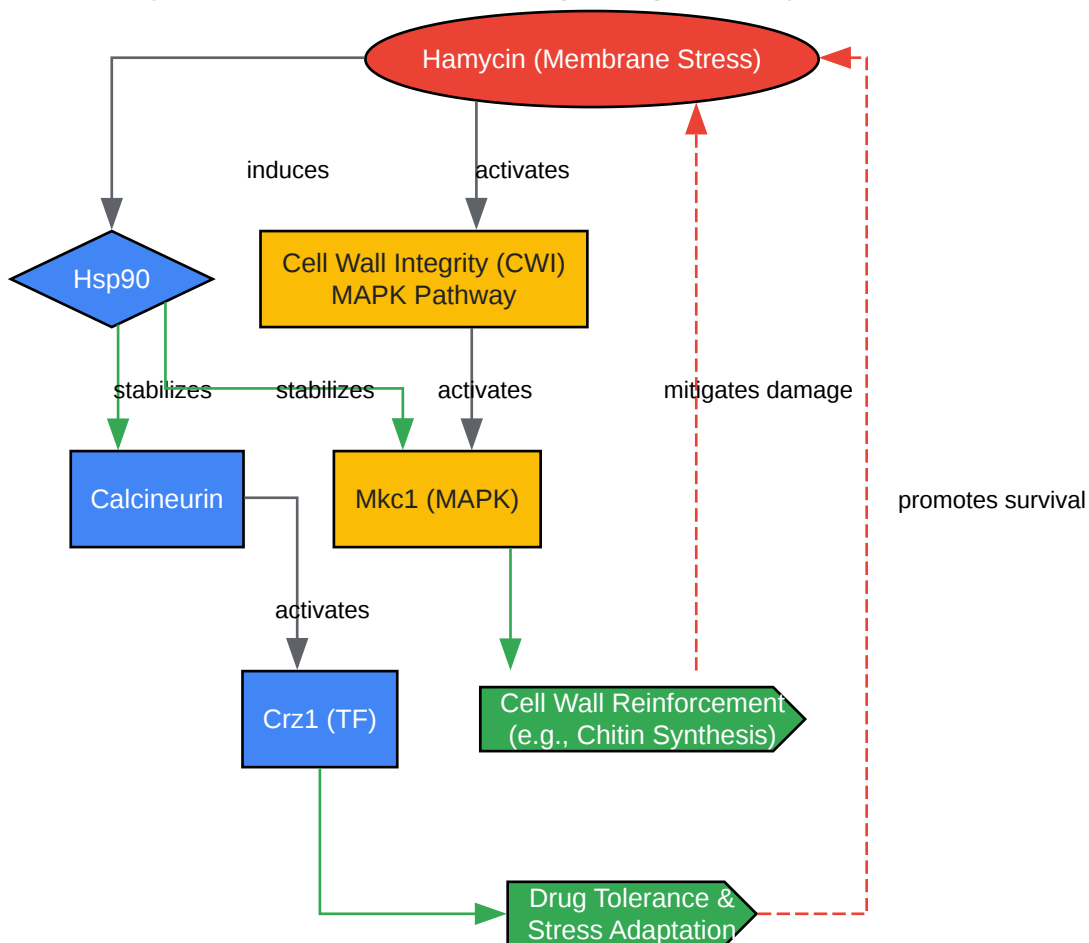 Hamycin (Membrane Stress)
induces
activates
Hsp90
Cell Wall Integrity (CWI)
MAPK Pathway
stabilizes
stabilizes
activates
mitigates damage
Calcineurin
Mkc1 (MAPK)
promotes survival
activates
Crz1 (TF)
Cell Wall Reinforcement
(e.g., Chitin Synthesis)
Drug Tolerance &
Stress Adaptation